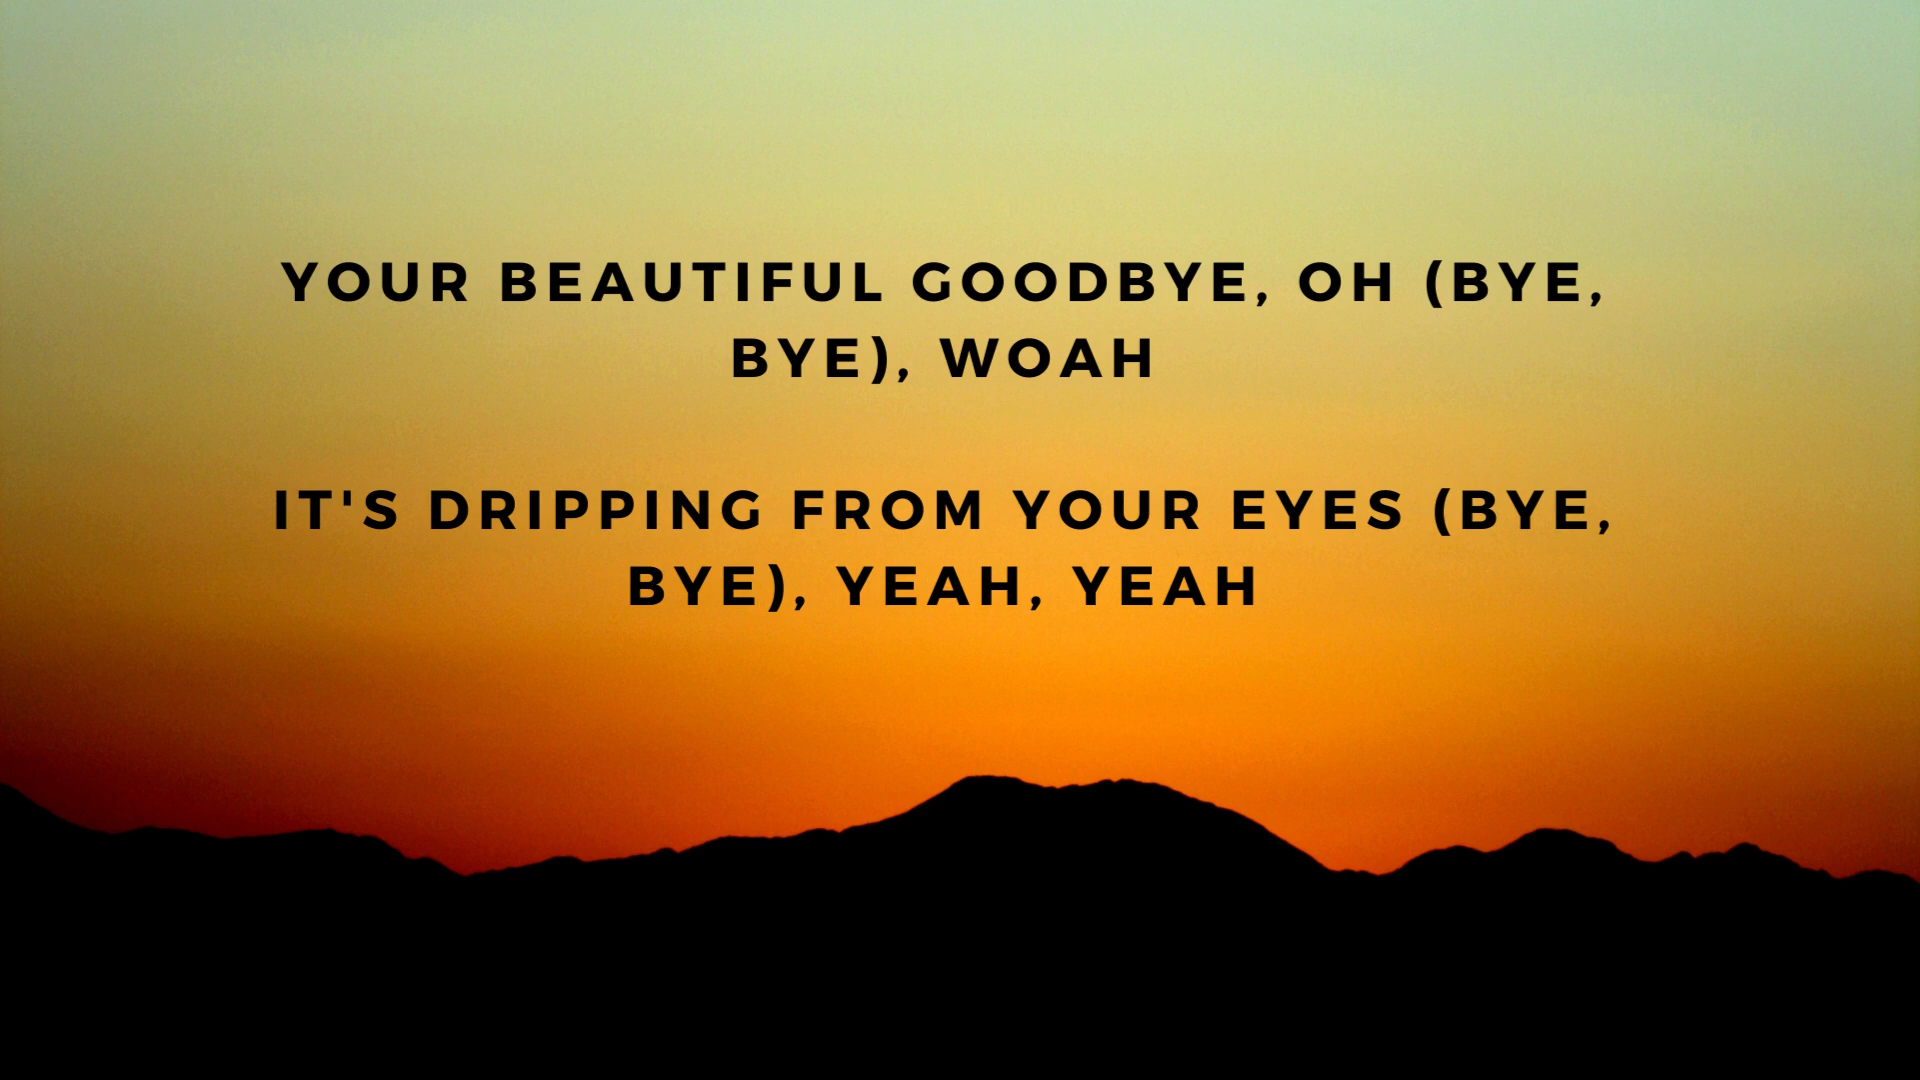 YOUR BEAUTIFUL GOODBYE, OH (BYE,
BYE), WOAH
IT'S DRIPPING FROM YOUR EYES (BYE,
BYE), YEAH, YEAH